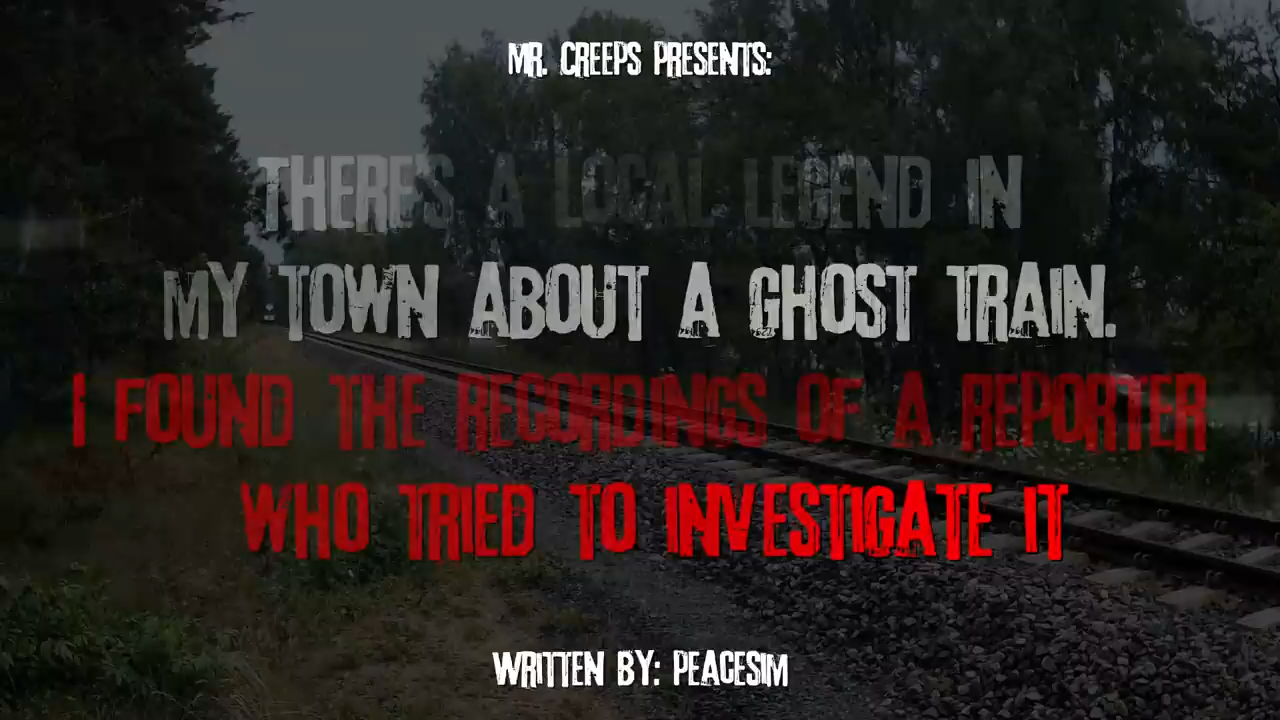 MR. CREEPS PRESENTS:
THERE'S A LOCAL LEGEND IN
MY TOWN ABOUT A GHOST TRAIN.
I FOUND THE RECORDINGS OF A REPORTER
WHO TRIED TO INVESTIGATE IT
WRITTEN BY: PEACESIM